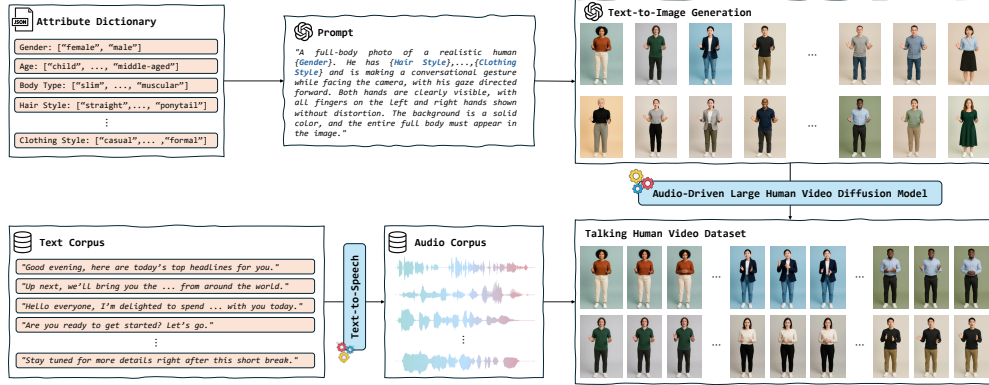 JSON
Attribute Dictionary
Gender: ["female", "male"]
Age: ["child", ..., "middle-aged"]
Body Type: ["slim", ..., "muscular"]
Hair Style: ["straight",..., "ponytail"]
⋮
Clothing Style: ["casual",... ,"formal"]
Prompt
"A full-body photo of a realistic human
{Gender}. He has {Hair Style},...,{Clothing
Style} and is making a conversational gesture
while facing the camera, with his gaze directed
forward. Both hands are clearly visible, with
all fingers on the left and right hands shown
without distortion. The background is a solid
color, and the entire full body must appear in
the image."
Text-to-Image Generation
...
...
Audio-Driven Large Human Video Diffusion Model
Text Corpus
"Good evening, here are today's top headlines for you."
"Up next, we'll bring you the ... from around the world."
"Hello everyone, I'm delighted to spend ... with you today."
"Are you ready to get started? Let's go."
⋮
"Stay tuned for more details right after this short break."
Text-to-Speech
Audio Corpus
⋮
Talking Human Video Dataset
... ...
... ...